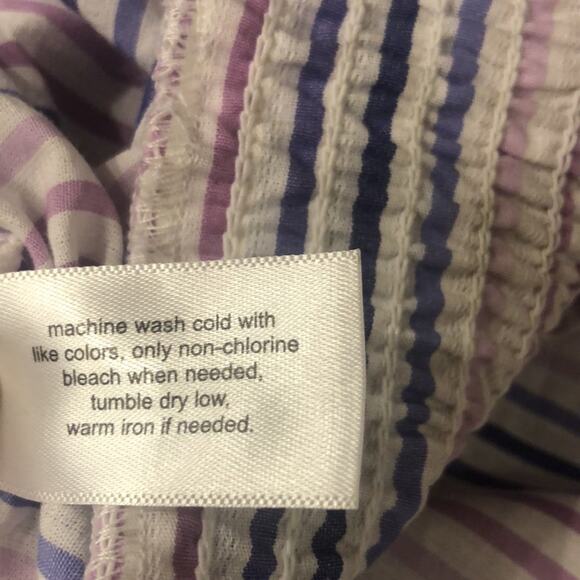 machine wash cold with
like colors, only non-chlorine
bleach when needed,
tumble dry low,
warm iron if needed.